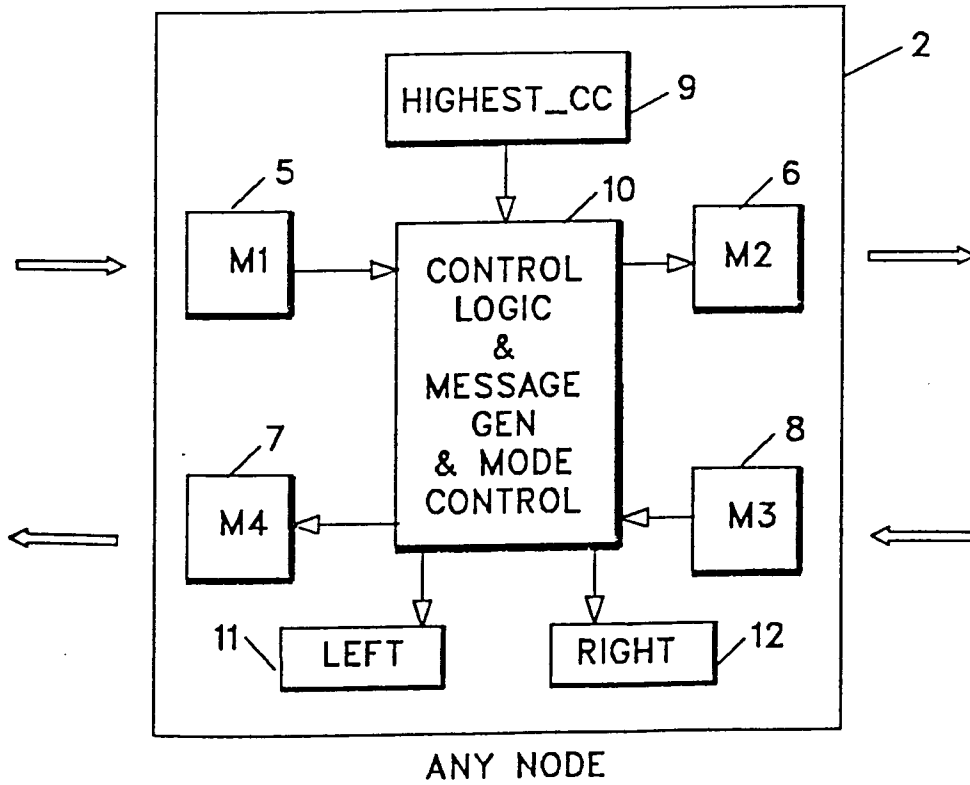 2
HIGHEST_CC
9
5
10
6
M1
CONTROL
LOGIC
&
MESSAGE
GEN
& MODE
CONTROL
M2
7
8
M4
M3
11
LEFT
RIGHT
12
ANY NODE